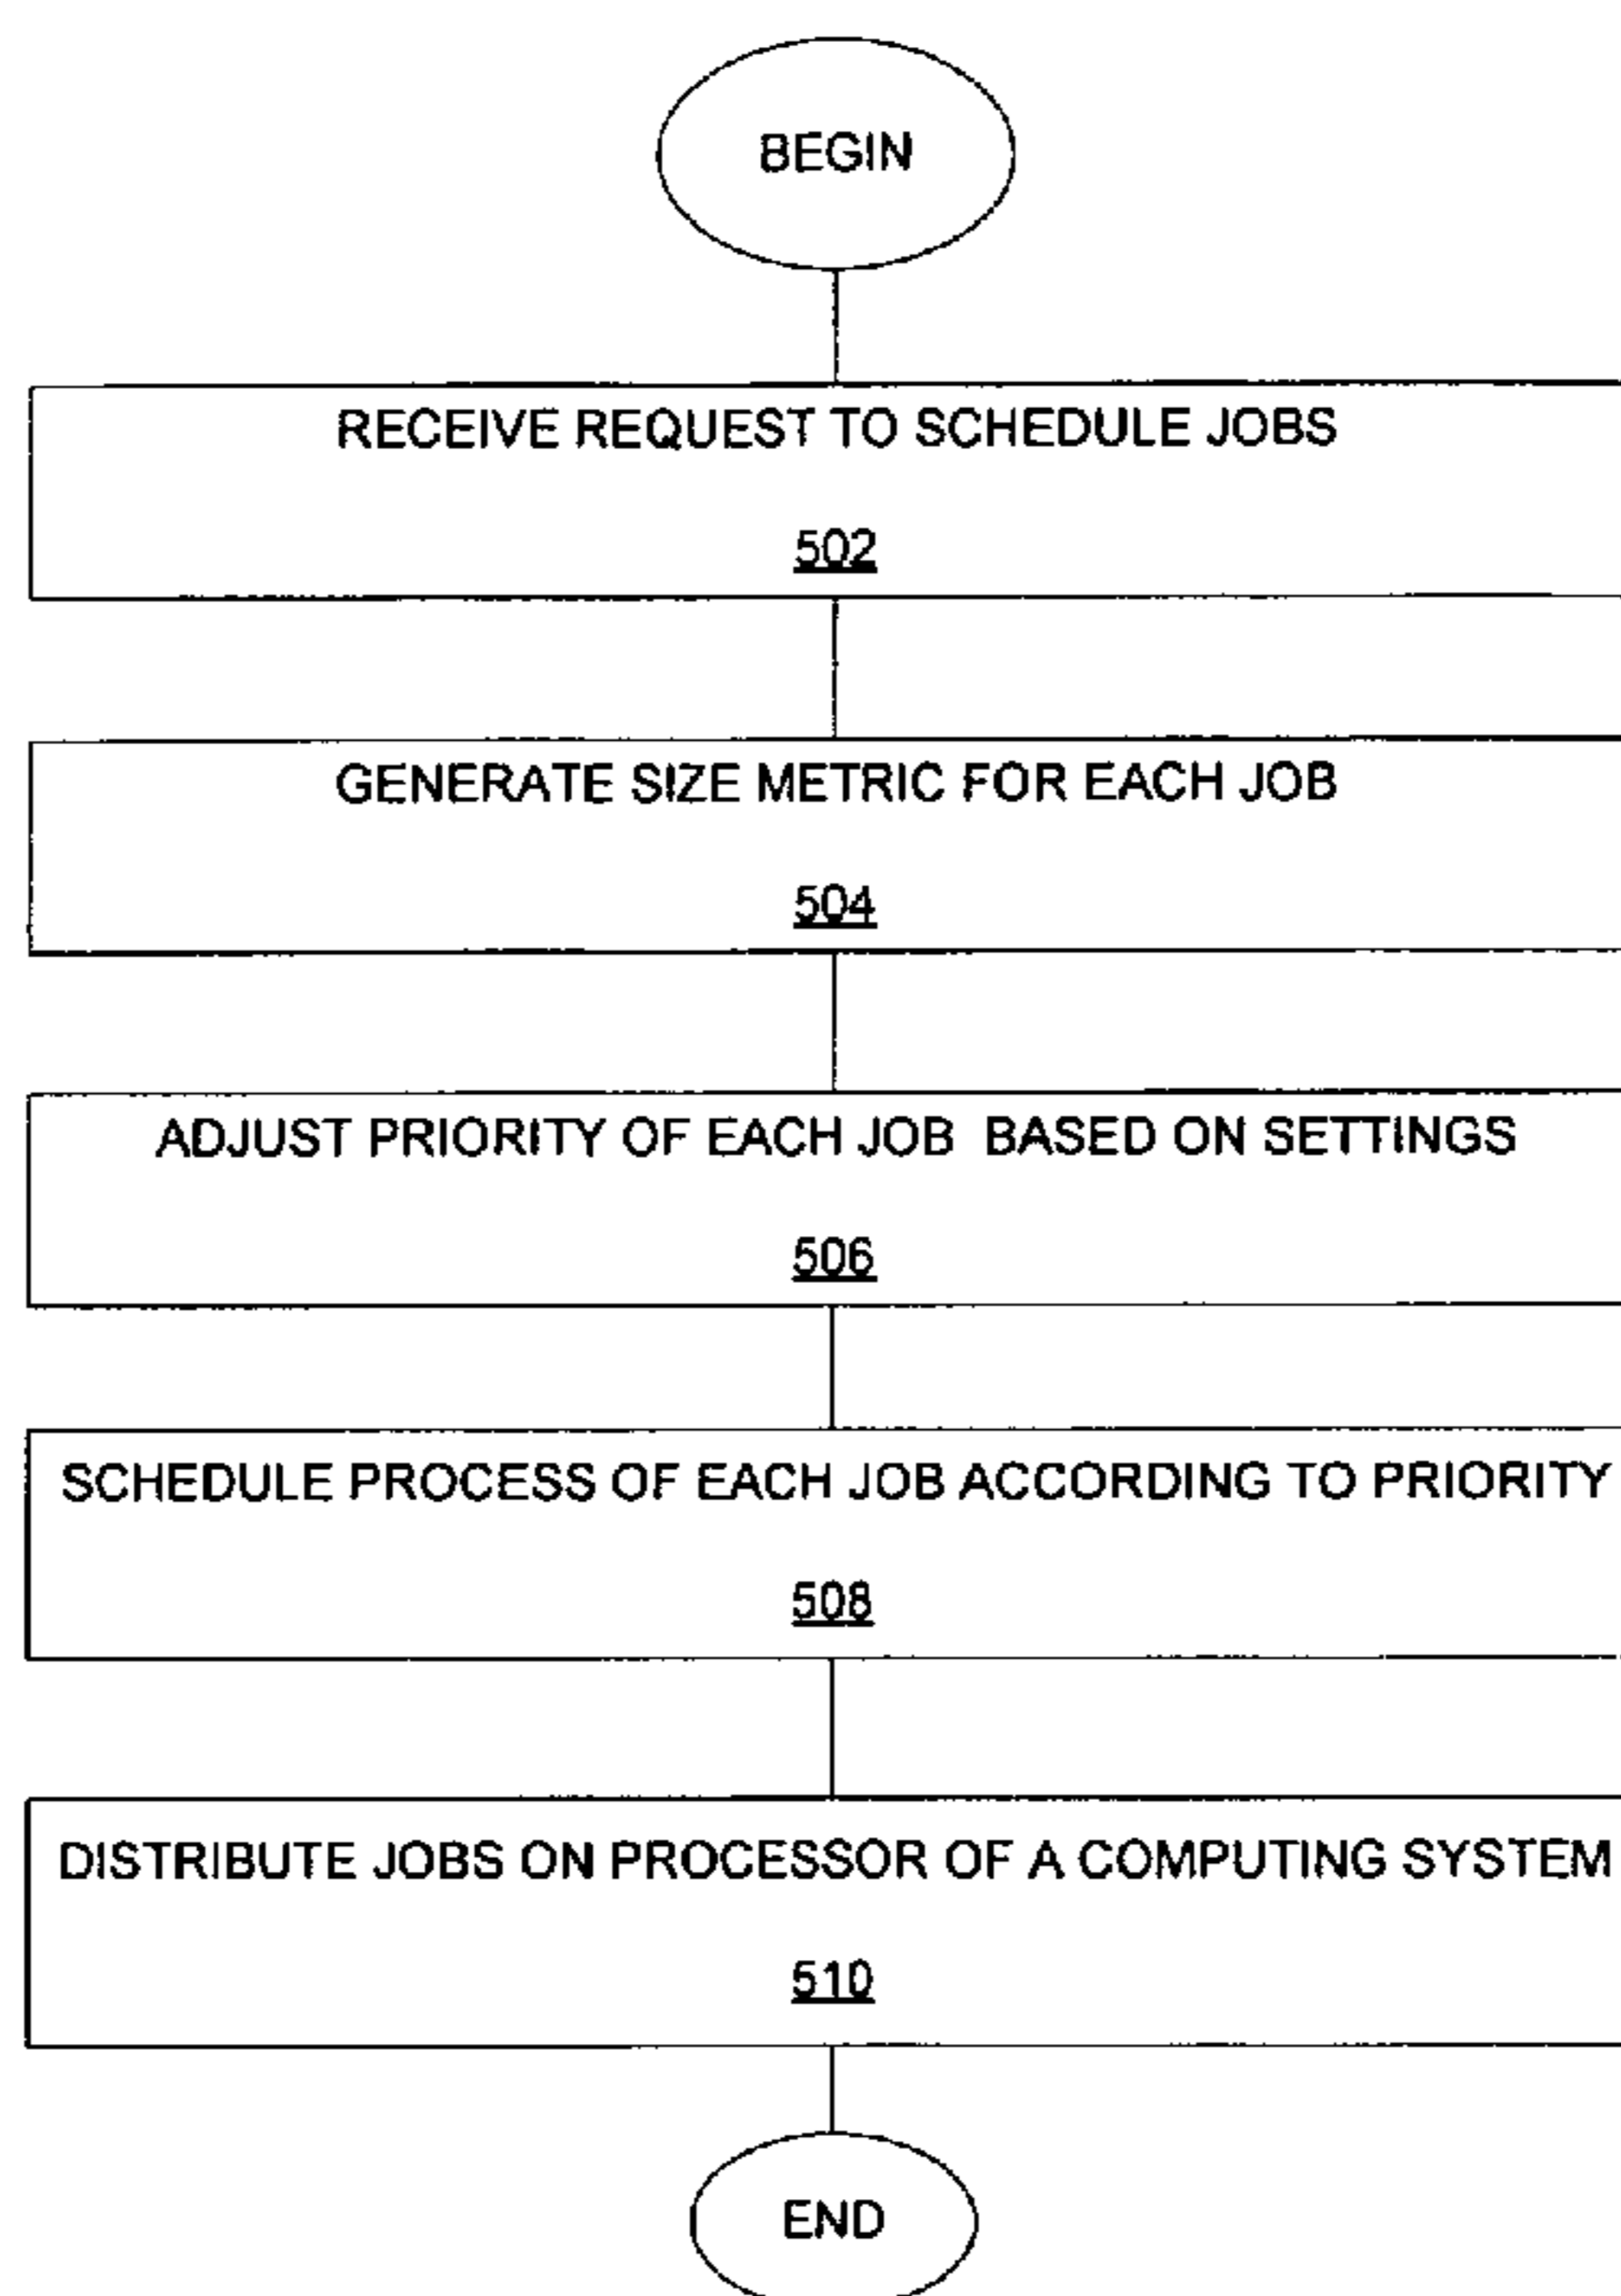 BEGIN
RECEIVE REQUEST TO SCHEDULE JOBS
502
GENERATE SIZE METRIC FOR EACH JOB
504
ADJUST PRIORITY OF EACH JOB BASED ON SETTINGS
506
SCHEDULE PROCESS OF EACH JOB ACCORDING TO PRIORITY
508
DISTRIBUTE JOBS ON PROCESSOR OF A COMPUTING SYSTEM
510
END